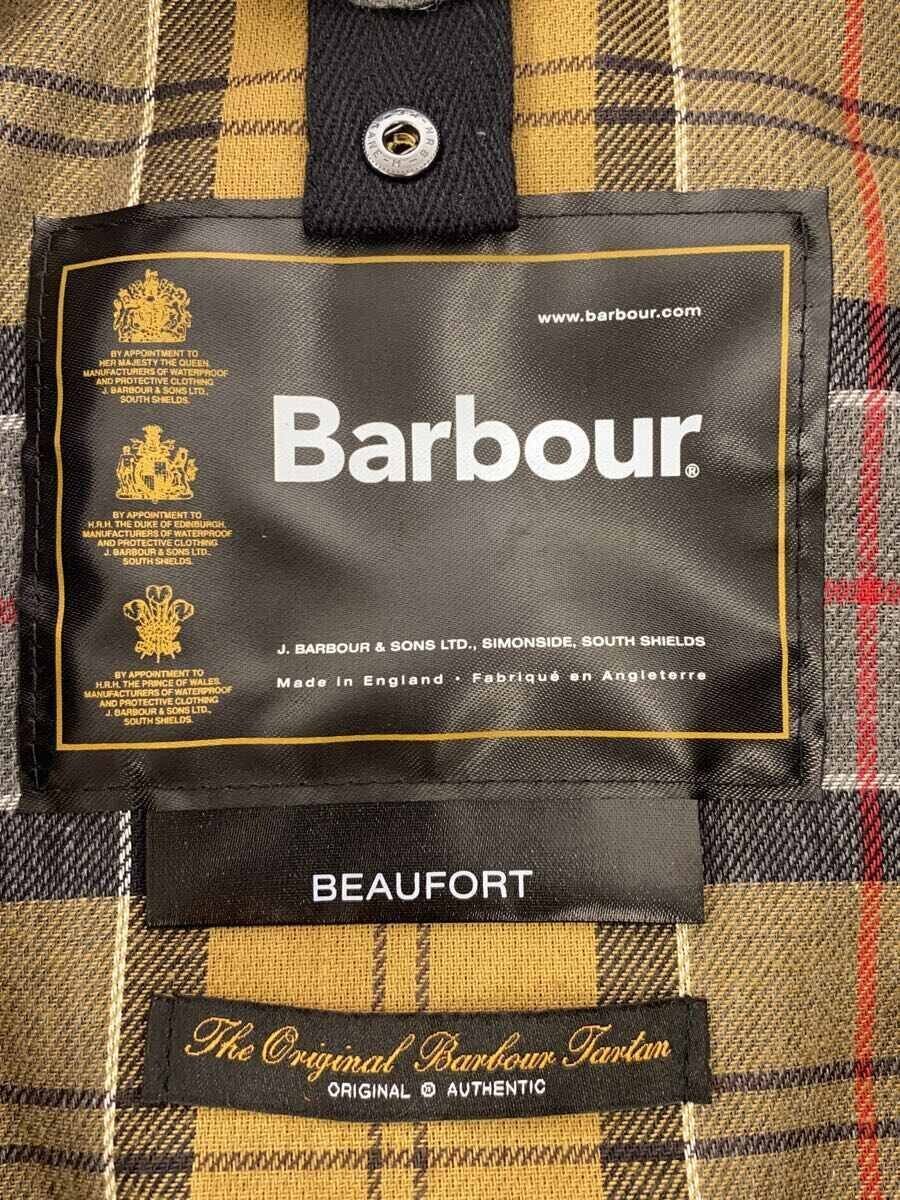 www.barbour.com
BY APPOINTMENT TO
HER MAJESTY THE QUEEN,
MANUFACTURERS OF WATERPROOF
AND PROTECTIVE CLOTHING
J. BARBOUR & SONS LTD.,
SOUTH SHIELDS.
Barbour®
BY APPOINTMENT TO
H.R.H. THE DUKE OF EDINBURGH,
MANUFACTURERS OF WATERPROOF
AND PROTECTIVE CLOTHING
J. BARBOUR & SONS LTD.,
SOUTH SHIELDS.
BY APPOINTMENT TO
H.R.H. THE PRINCE OF WALES,
MANUFACTURERS OF WATERPROOF
AND PROTECTIVE CLOTHING
J. BARBOUR & SONS LTD.,
SOUTH SHIELDS.
J. BARBOUR & SONS LTD., SIMONSIDE, SOUTH SHIELDS
Made in England · Fabriqué en Angleterre
BEAUFORT
The Original Barbour Tartan
ORIGINAL ® AUTHENTIC